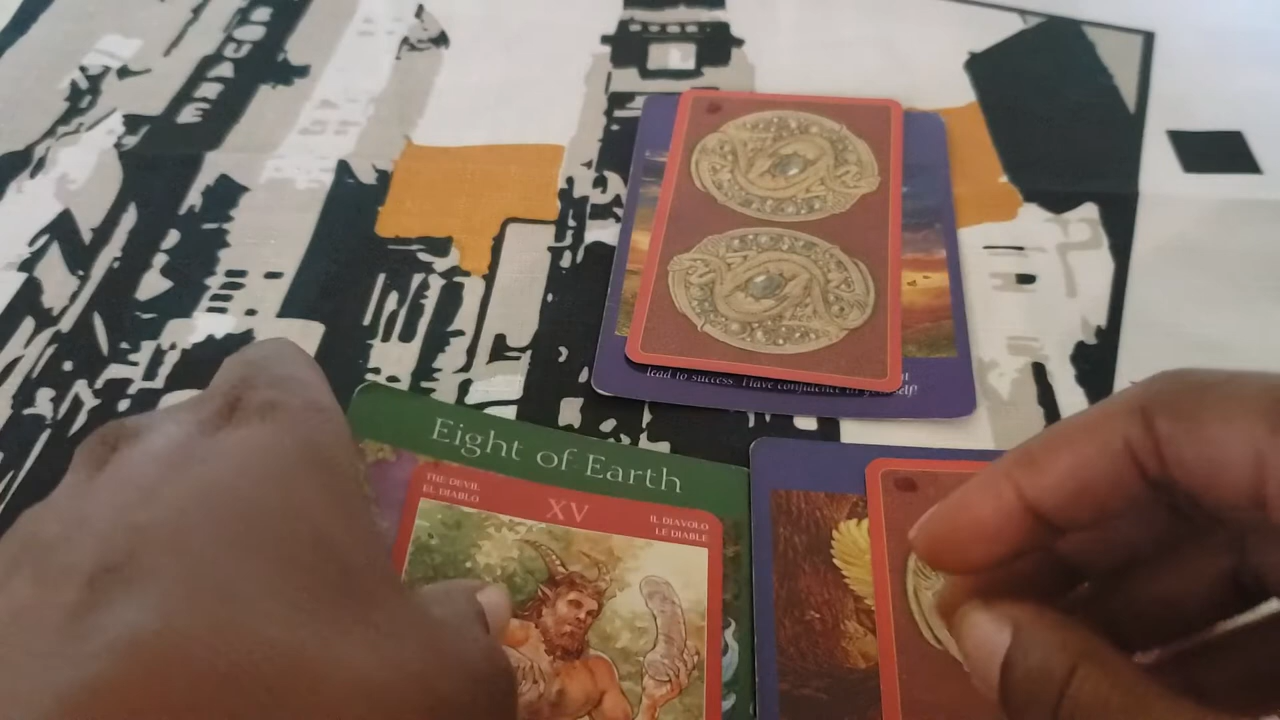 SQUARE
lead to success. Have confidence in yourself!
Eight of Earth
THE DEVIL
EL DIABLO
XV
IL DIAVOLO
LE DIABLE